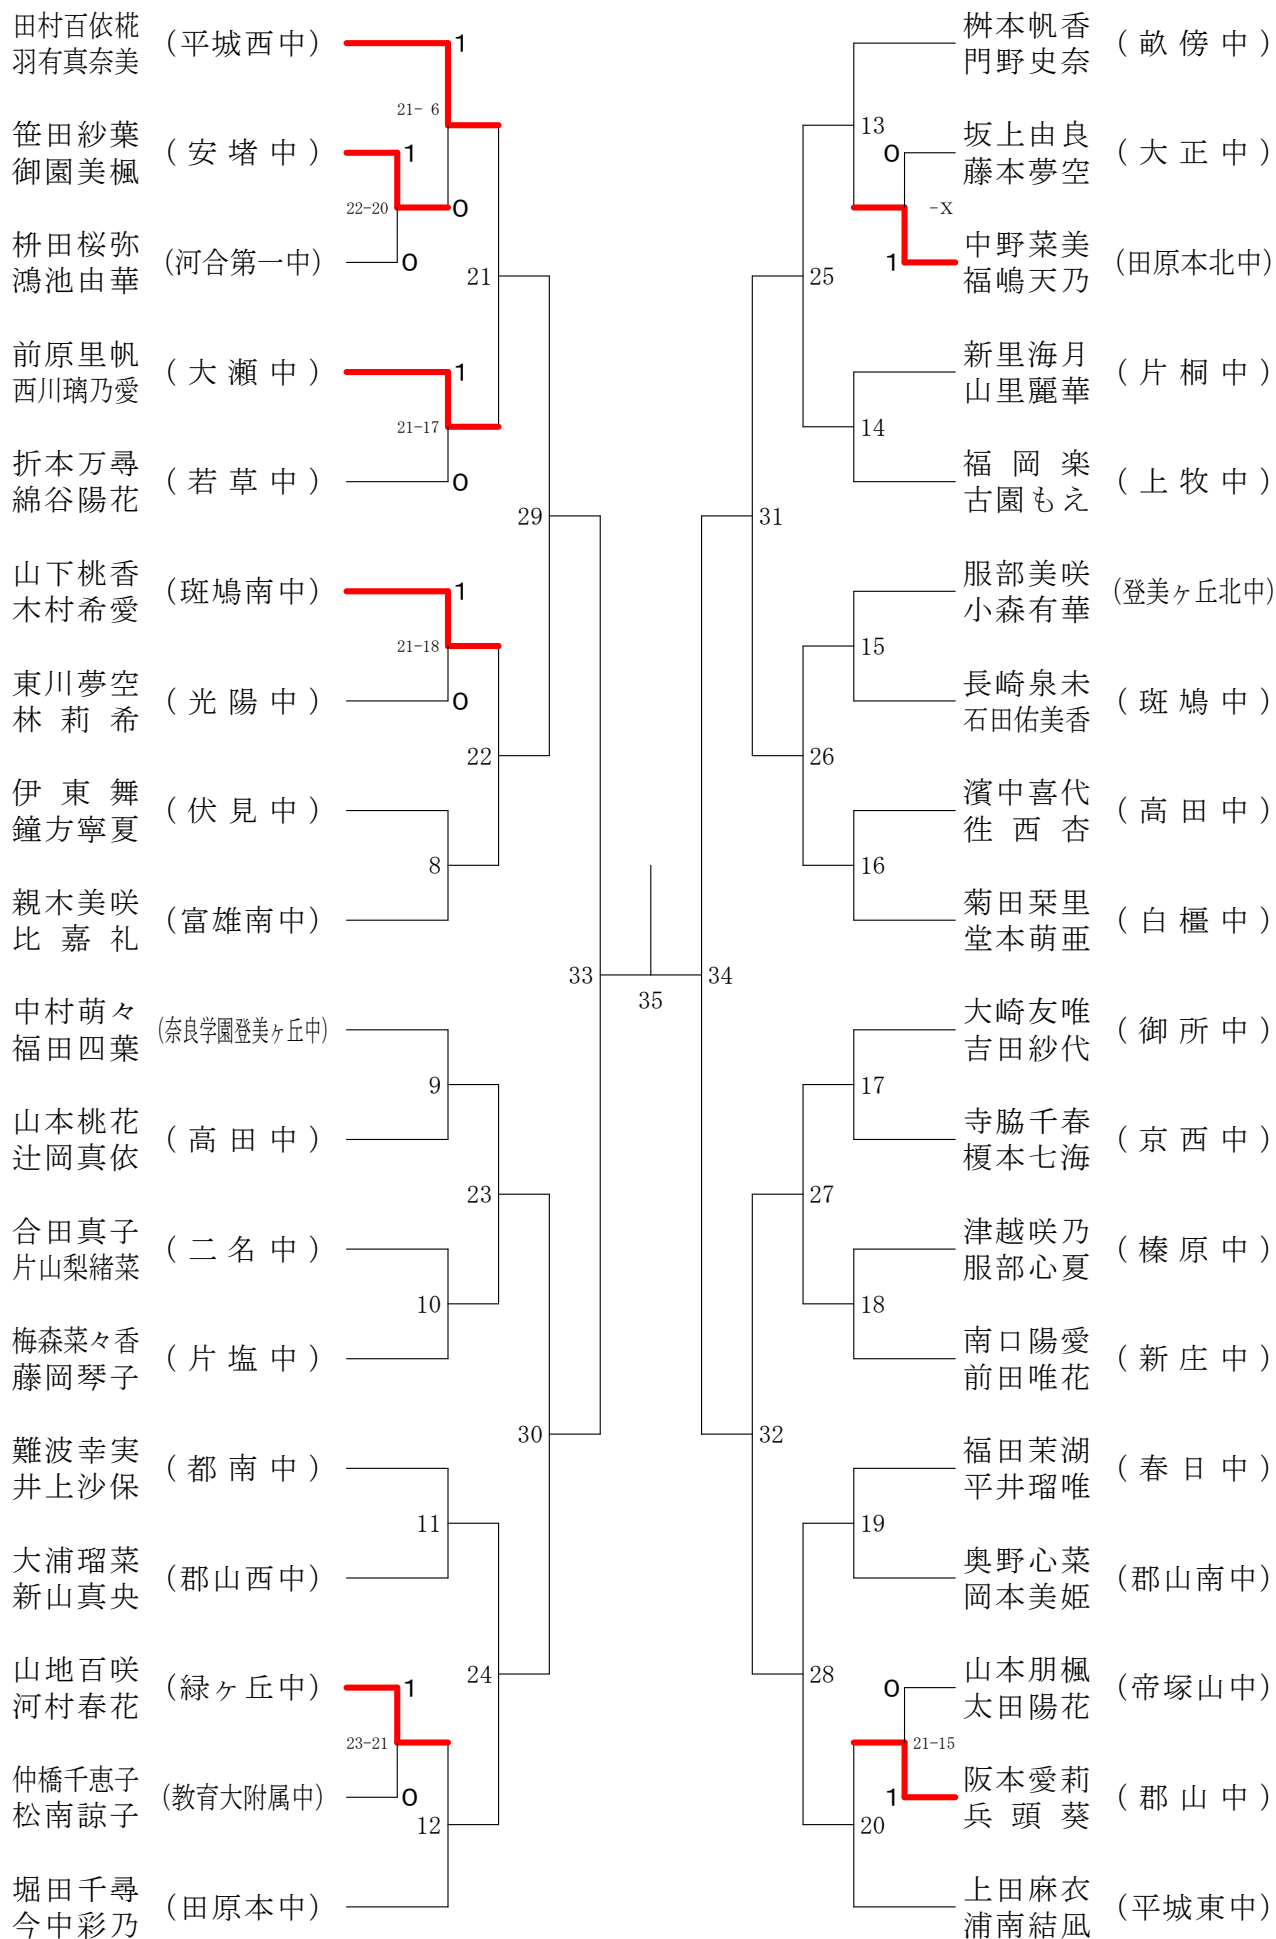 田村百依椛
羽有真奈美
(平城西中)
1
21- 6
笹田紗葉
御園美楓
(安堵中)
1
22-20
0
枡田桜弥
鴻池由華
(河合第一中)
0
21
前原里帆
西川璃乃愛
(大瀬中)
1
21-17
折本万尋
綿谷陽花
(若草中)
0
29
山下桃香
木村希愛
(斑鳩南中)
1
21-18
東川夢空
林莉希
(光陽中)
0
22
伊東舞
鐘方寧夏
(伏見中)
8
親木美咲
比嘉礼
(富雄南中)
33
35
34
中村萌々
福田四葉
(奈良学園登美ヶ丘中)
9
山本桃花
辻岡真依
(高田中)
23
合田真子
片山梨緒菜
(二名中)
10
梅森菜々香
藤岡琴子
(片塩中)
30
難波幸実
井上沙保
(都南中)
11
大浦瑠菜
新山真央
(郡山西中)
24
山地百咲
河村春花
(緑ヶ丘中)
1
23-21
仲橋千恵子
松南諒子
(教育大附属中)
0
12
堀田千尋
今中彩乃
(田原本中)
桝本帆香
門野史奈
(畝傍中)
13
0
坂上由良
藤本夢空
(大正中)
-X
1
中野菜美
福嶋天乃
(田原本北中)
25
新里海月
山里麗華
(片桐中)
14
福岡楽
古園もえ
(上牧中)
31
服部美咲
小森有華
(登美ヶ丘北中)
15
長崎泉未
石田佑美香
(斑鳩中)
26
濱中喜代
徃西杏
(高田中)
16
菊田栞里
堂本萌亜
(白橿中)
大崎友唯
吉田紗代
(御所中)
17
寺脇千春
榎本七海
(京西中)
27
津越咲乃
服部心夏
(榛原中)
18
南口陽愛
前田唯花
(新庄中)
32
福田茉湖
平井瑠唯
(春日中)
19
奥野心菜
岡本美姫
(郡山南中)
28
0
山本朋楓
太田陽花
(帝塚山中)
21-15
1
阪本愛莉
兵頭葵
(郡山中)
20
上田麻衣
浦南結凪
(平城東中)